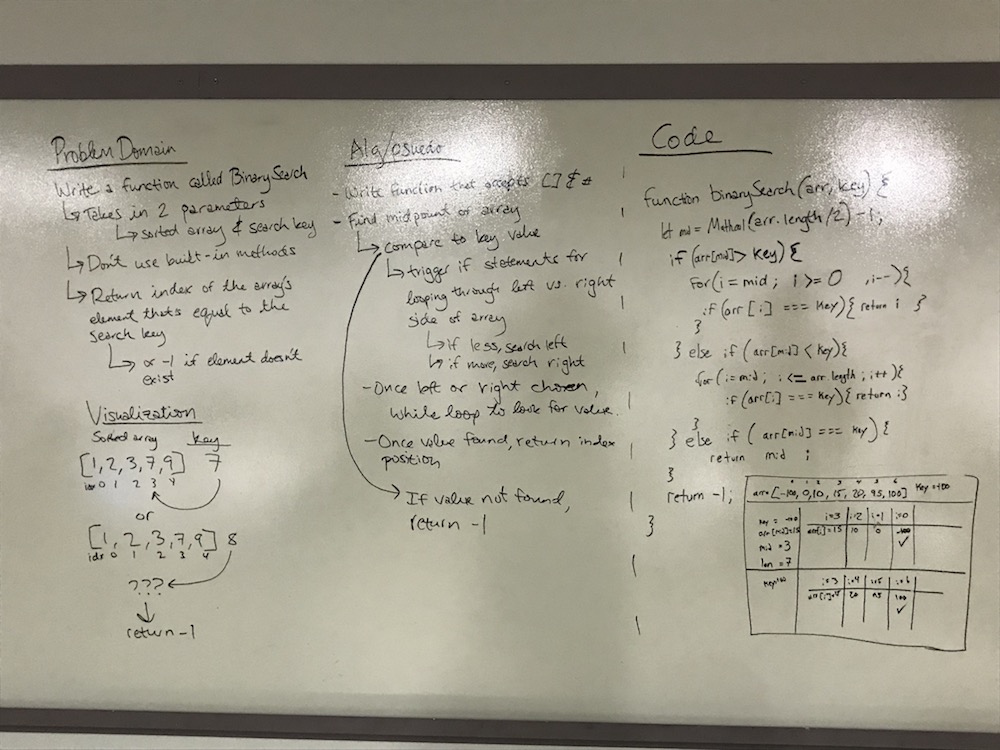 Problem Domain
Write a function called BinarySearch
↳ Takes in 2 parameters
↳ sorted array & search key
↳ Don't use built-in methods
↳ Return index of the array's
element that's equal to the
search key
↳ or -1 if element doesn't
exist
Visualization
Sorted array key
[1, 2, 3, 7, 9] 7
idx 0 1 2 3 4
or
[1, 2, 3, 7, 9] 8
idx 0 1 2 3 4
???
↓
return -1
Alg/psuedo
- Write function that accepts [] & #
- Find midpoint of array
↳ compare to key value
↳ trigger if statements for
looping through left vs. right
side of array
↳ if less, search left
↳ if more, search right
- Once left or right chosen,
while loop to look for value.
- Once value found, return index
position
If value not found,
return -1
Code
function binarySearch(arr, key) {
let mid = (arr.length/2) - 1;
if (arr[mid] > key) {
for(i = mid; i >= 0, i--) {
if (arr[i] === key) { return i }
}
} else if (arr[mid] < key) {
for (i = mid; i <= arr.length; i++) {
if (arr[i] === key) { return i}
}
} else if (arr[mid] === key) {
return mid;
}
return -1;
}
0 1 2 3 4 5 6
arr = [-100, 0, 10, 15, 20, 95, 100]
i=3 i=2 i=1 i=0
key = -100
arr[mid]=15 arr[i]=15 10 0 -100
mid = 3 ✓
len = 7
i=3 i=4 i=5 i=6
20 95 100
✓